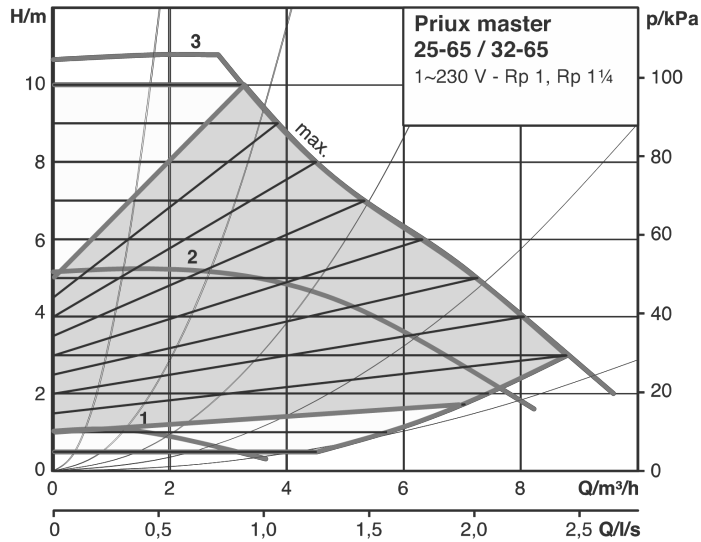 H/m
p/kPa
Priux master
25-65 / 32-65
1~230 V - Rp 1, Rp 1¼
3
max.
2
1
10
8
6
4
2
0
100
80
60
40
20
0
0 2 4 6 8 Q/m³/h
0 0,5 1,0 1,5 2,0 2,5 Q/l/s